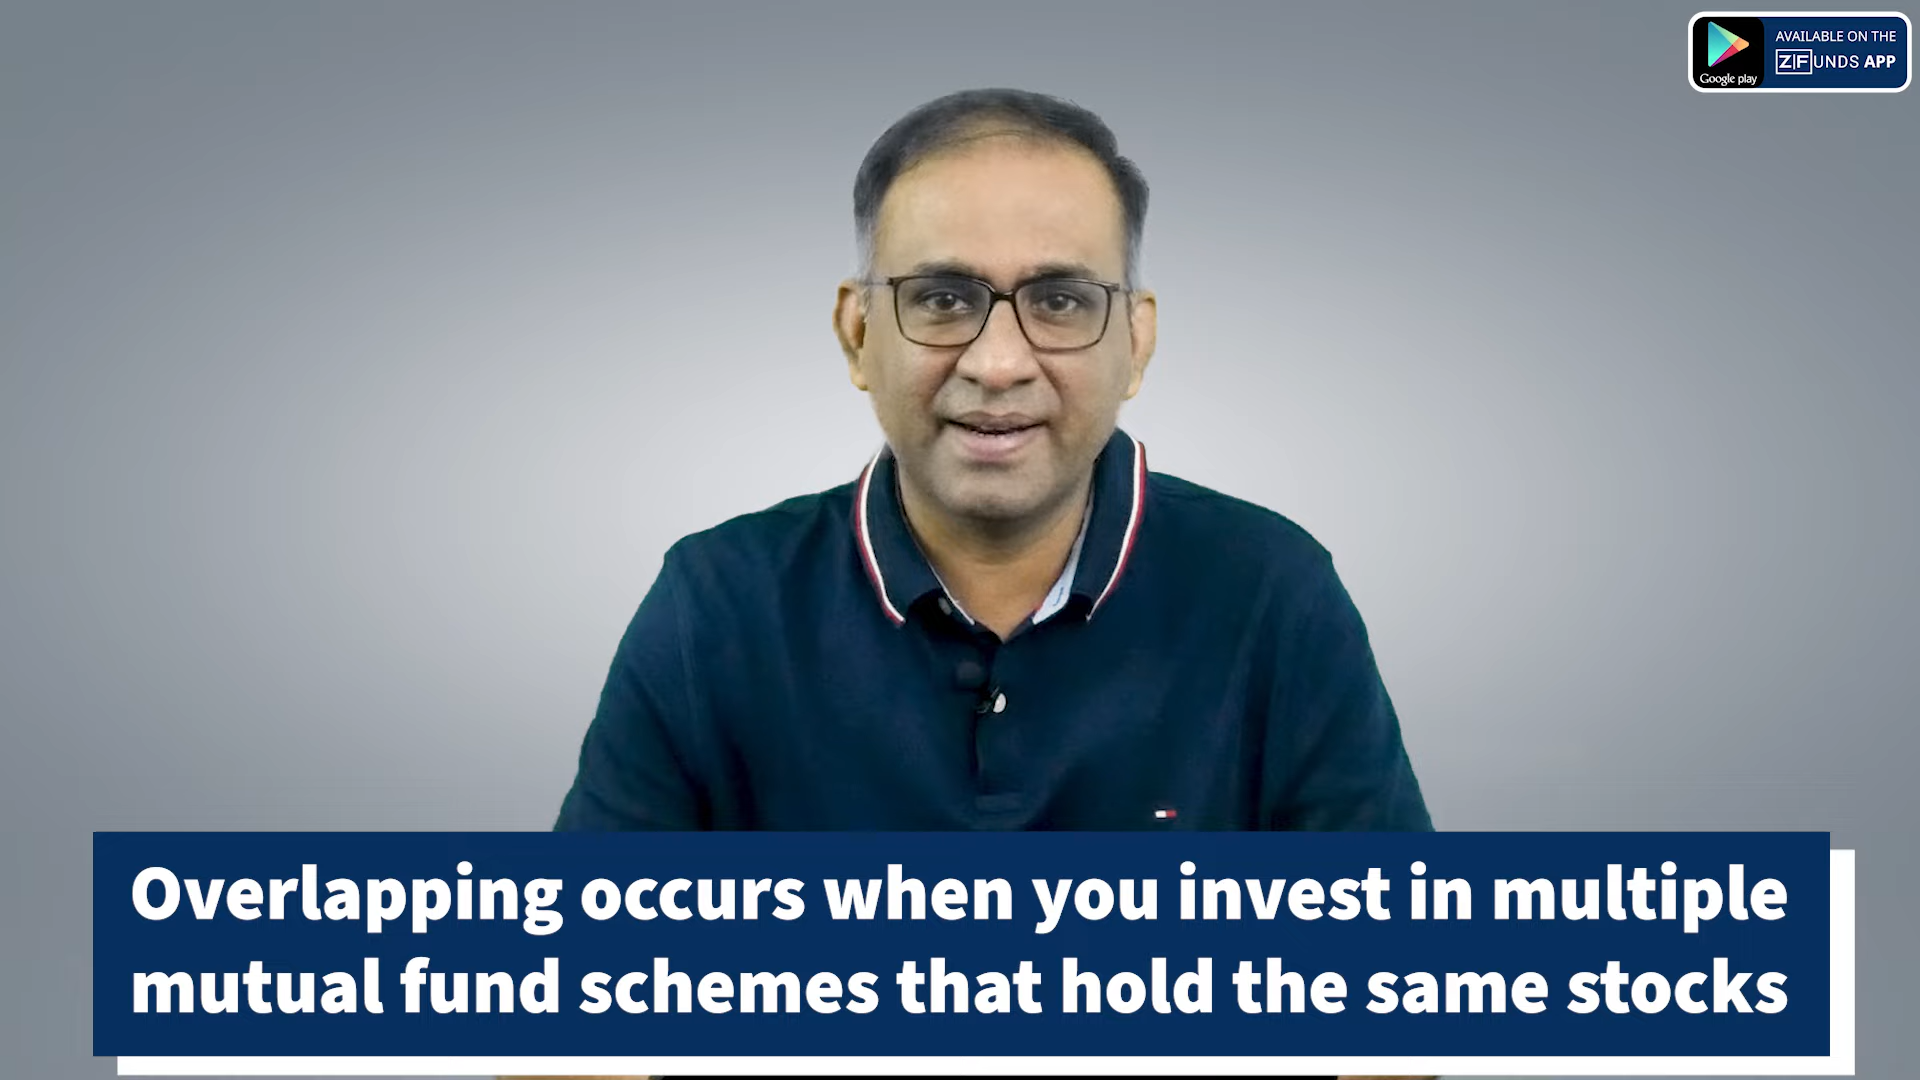 AVAILABLE ON THE
ZFUNDS APP
Google play
Overlapping occurs when you invest in multiple
mutual fund schemes that hold the same stocks